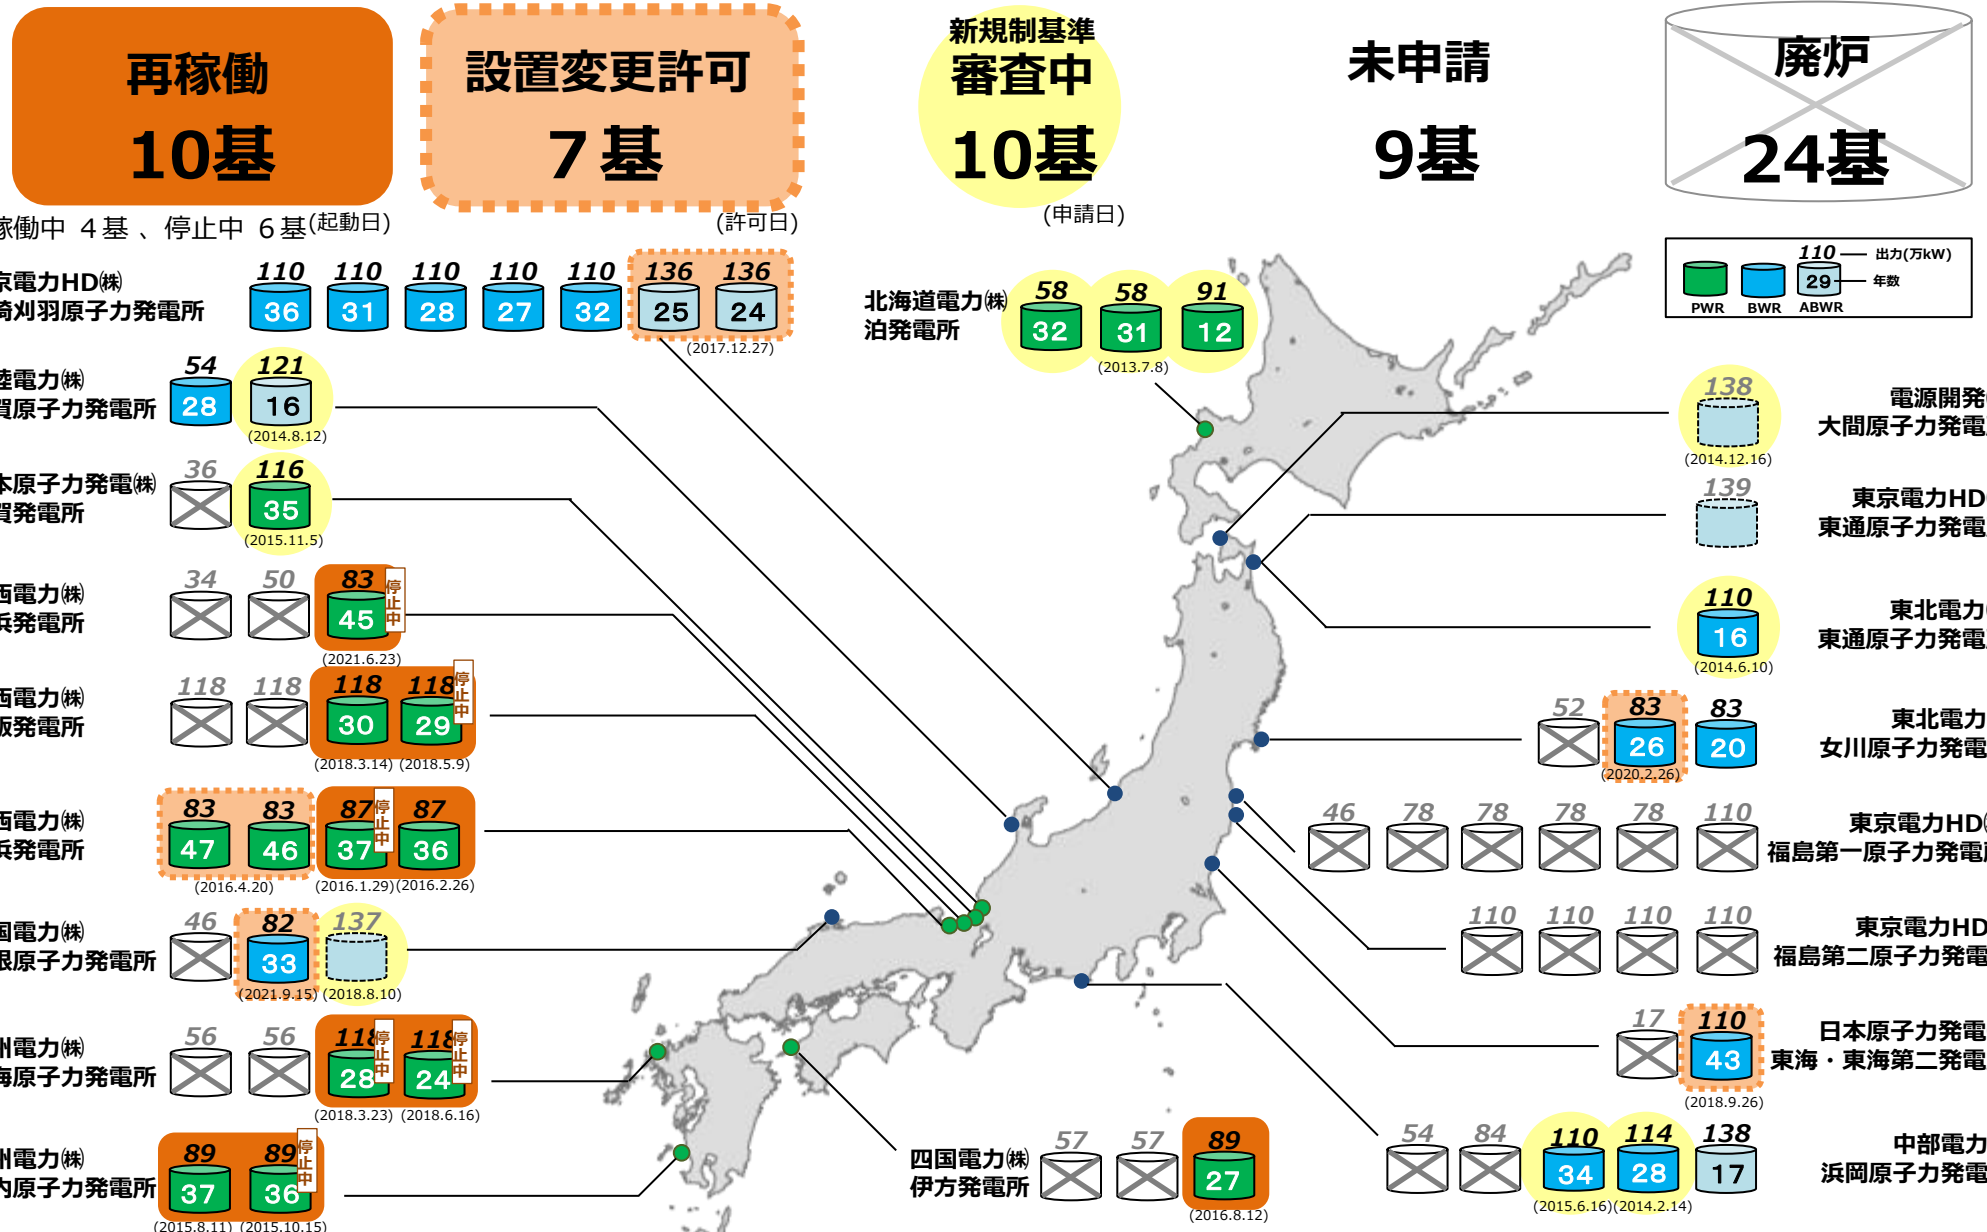 再稼働
10基
設置変更許可
7基
新規制基準
審査中
10基
未申請
9基
廃炉
24基
稼働中 4基、停止中 6基(起動日)
(許可日)
(申請日)
110 出力(万kW)
29 年数
PWR BWR ABWR
京電力HD㈱
崎刈羽原子力発電所
110 110 110 110 110 136 136
36 31 28 27 32 25 24
(2017.12.27)
北海道電力㈱
泊発電所
58 58 91
32 31 12
(2013.7.8)
陸電力㈱
賀原子力発電所
54 121
28 16
(2014.8.12)
本原子力発電㈱
賀発電所
36 116
35
(2015.11.5)
西電力㈱
浜発電所
34 50 83
45
停止中
(2021.6.23)
西電力㈱
飯発電所
118 118 118 118
30 29
停止中
(2018.3.14) (2018.5.9)
西電力㈱
浜発電所
83 83 87 87
47 46 37 36
停止中
(2016.4.20) (2016.1.29) (2016.2.26)
国電力㈱
根原子力発電所
46 82 137
33
(2021.9.15) (2018.8.10)
州電力㈱
海原子力発電所
56 56 118 118
28 24
停止中 停止中
(2018.3.23) (2018.6.16)
州電力㈱
内原子力発電所
89 89
37 36
停止中
(2015.8.11) (2015.10.15)
四国電力㈱
伊方発電所
57 57 89
27
(2016.8.12)
138
(2014.12.16)
電源開発
大間原子力発電
139
東京電力HD
東通原子力発電
110
16
(2014.6.10)
東北電力
東通原子力発電
52 83 83
26 20
(2020.2.26)
東北電力
女川原子力発電
46 78 78 78 78 110
東京電力HD
福島第一原子力発電
110 110 110 110
東京電力HD
福島第二原子力発電
17 110
43
(2018.9.26)
日本原子力発電
東海・東海第二発電
54 84 110 114 138
34 28 17
(2015.6.16) (2014.2.14)
中部電力
浜岡原子力発電